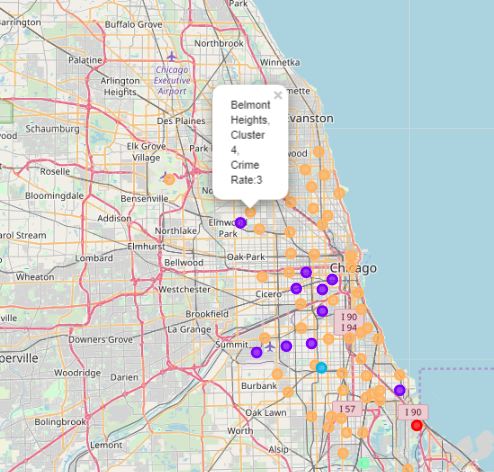 Barrington
Buffalo Grove
Northbrook
Palatine
Winnetka
Chicago
Executive
Airport
Arlington
Heights
Belmont
Heights,
Cluster
4,
Crime
Rate:3
×
Des Plaines
Evanston
Schaumburg
Elk Grove
Village
Park
Roselle
Bensenville
Bloomingdale
Addison
Elmwood
Park
Northlake
Carol Stream
Elmhurst
Oak Park
Lombard
Bellwood
Chicago
Wheaton
Westchester
Cicero
Brookfield
I 90
I 94
La Grange
Downers Grove
Summit
Woodridge
Darien
Burbank
Bolingbrook
Oak Lawn
I 57
I 90
Lemont
Alsip